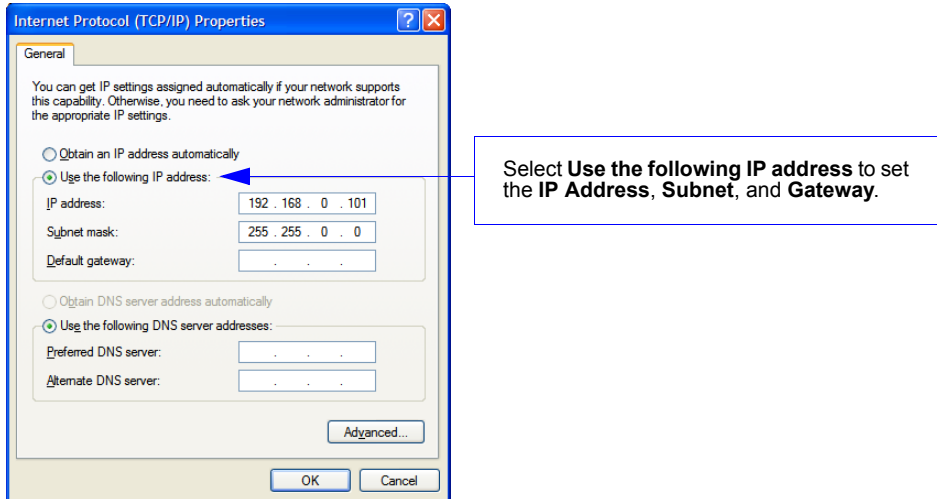 Internet Protocol (TCP/IP) Properties
General
You can get IP settings assigned automatically if your network supports
this capability. Otherwise, you need to ask your network administrator for
the appropriate IP settings.
Obtain an IP address automatically
Use the following IP address:
IP address: 192 . 168 . 0 . 101
Subnet mask: 255 . 255 . 0 . 0
Default gateway: . . .
Obtain DNS server address automatically
Use the following DNS server addresses:
Preferred DNS server: . . .
Alternate DNS server: . . .
Advanced...
OK Cancel
Select Use the following IP address to set
the IP Address, Subnet, and Gateway.